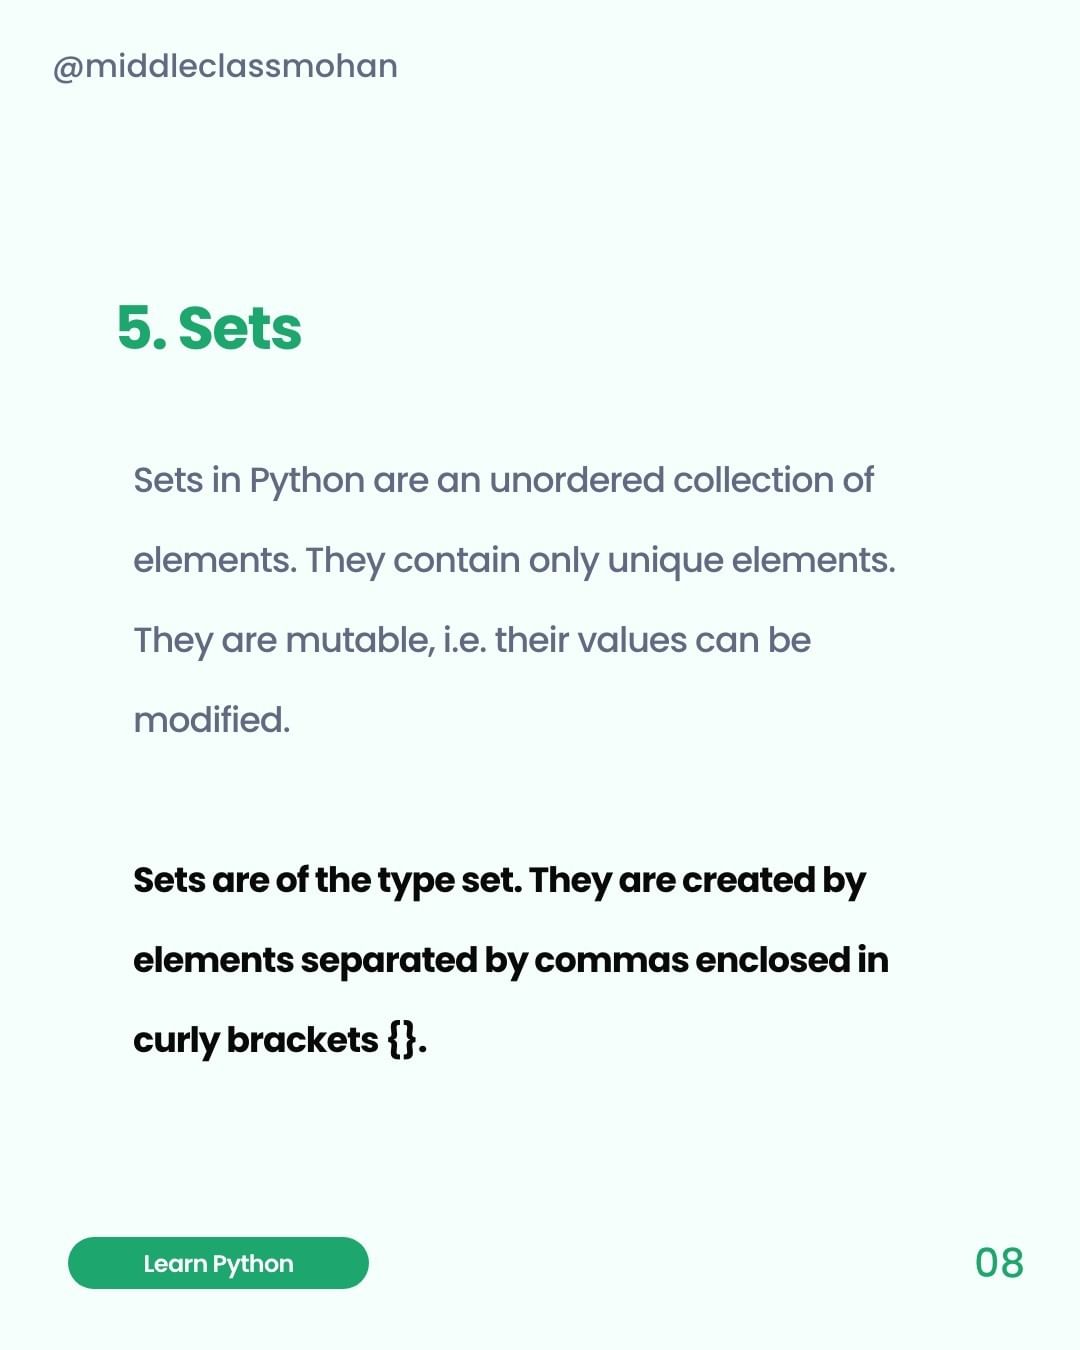 @middleclassmohan
5. Sets
Sets in Python are an unordered collection of
elements. They contain only unique elements.
They are mutable, i.e. their values can be
modified.
Sets are of the type set. They are created by
elements separated by commas enclosed in
curly brackets {}.
Learn Python
08